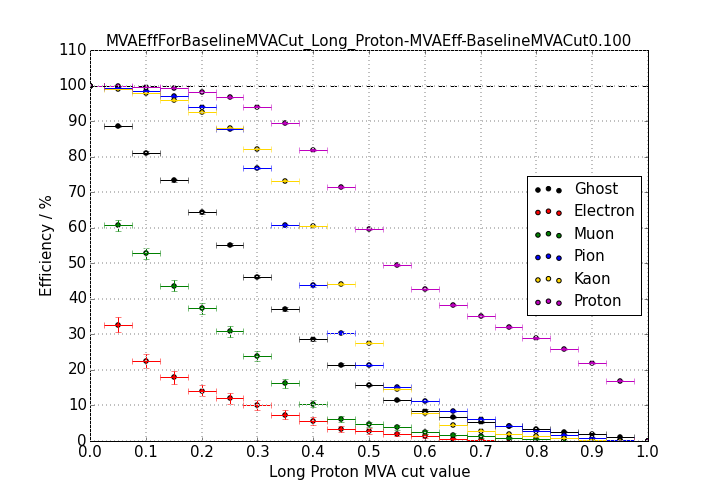 MVAEffForBaselineMVACut_Long_Proton-MVAEff-BaselineMVACut0.100
110
100
90
80
70
60
50
40
30
20
10
0
Efficiency / %
Ghost
Electron
Muon
Pion
Kaon
Proton
0.0 0.1 0.2 0.3 0.4 0.5 0.6 0.7 0.8 0.9 1.0
Long Proton MVA cut value